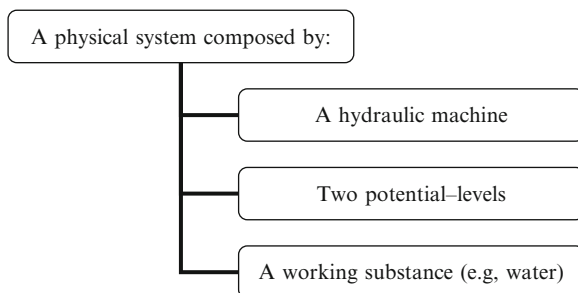 A physical system composed by:
A hydraulic machine
Two potential–levels
A working substance (e.g, water)